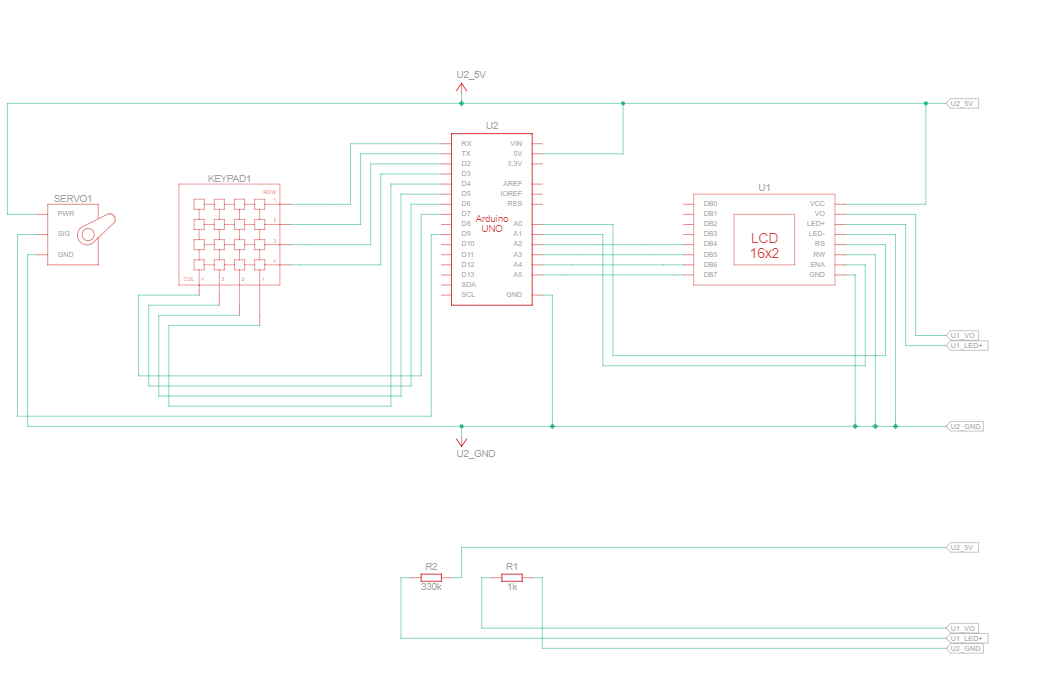 U2_5V
U2_5V
U2
RX
TX
D2
D3
D4
D5
D6
D7
D8
D9
D10
D11
D12
D13
SDA
SCL
VIN
5V
3.3V
AREF
IOREF
RES
A0
A1
A2
A3
A4
A5
GND
Arduino
UNO
KEYPAD1
ROW
1
2
3
4
COL 4 3 2 1
SERVO1
PWR
SIG
GND
U1
DB0
DB1
DB2
DB3
DB4
DB5
DB6
DB7
LCD
16x2
VCC
VO
LED+
LED-
RS
RW
ENA
GND
U1_VO
U1_LED+
U2_GND
U2_GND
U2_5V
R2
330k
R1
1k
U1_VO
U1_LED+
U2_GND